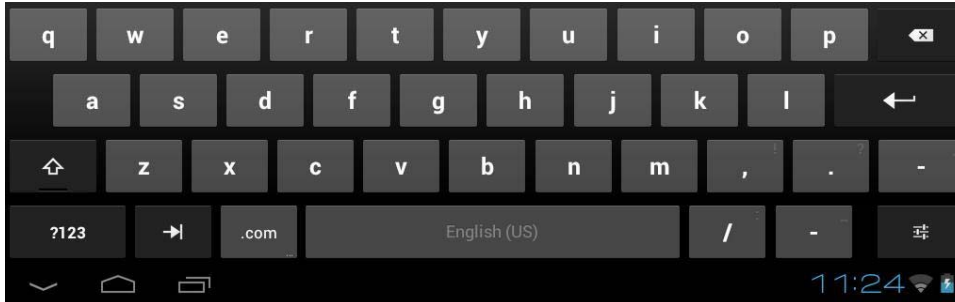 q w e r t y u i o p
a s d f g h j k l
z x c v b n m , ! . ? -
?123 .com English (US) / : - _
11:24